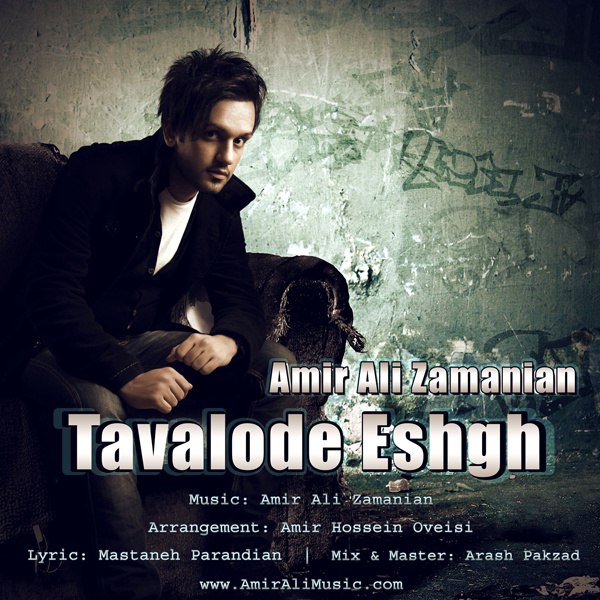 Amir Ali Zamanian
Tavalode Eshgh
Music: Amir Ali Zamanian
Arrangement: Amir Hossein Oveisi
Lyric: Mastaneh Parandian | Mix & Master: Arash Pakzad
www.AmirAliMusic.com